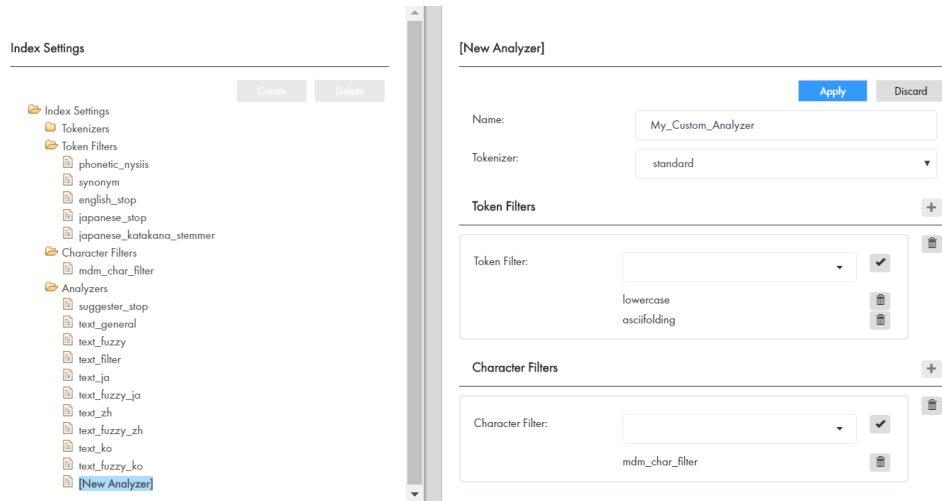 Index Settings
Create Delete
Index Settings
Tokenizers
Token Filters
phonetic_nysiis
synonym
english_stop
japanese_stop
japanese_katakana_stemmer
Character Filters
mdm_char_filter
Analyzers
suggester_stop
text_general
text_fuzzy
text_filter
text_ja
text_fuzzy_ja
text_zh
text_fuzzy_zh
text_ko
text_fuzzy_ko
[New Analyzer]
[New Analyzer]
Apply Discard
Name: My_Custom_Analyzer
Tokenizer: standard
Token Filters
Token Filter:
lowercase
asciifolding
Character Filters
Character Filter:
mdm_char_filter